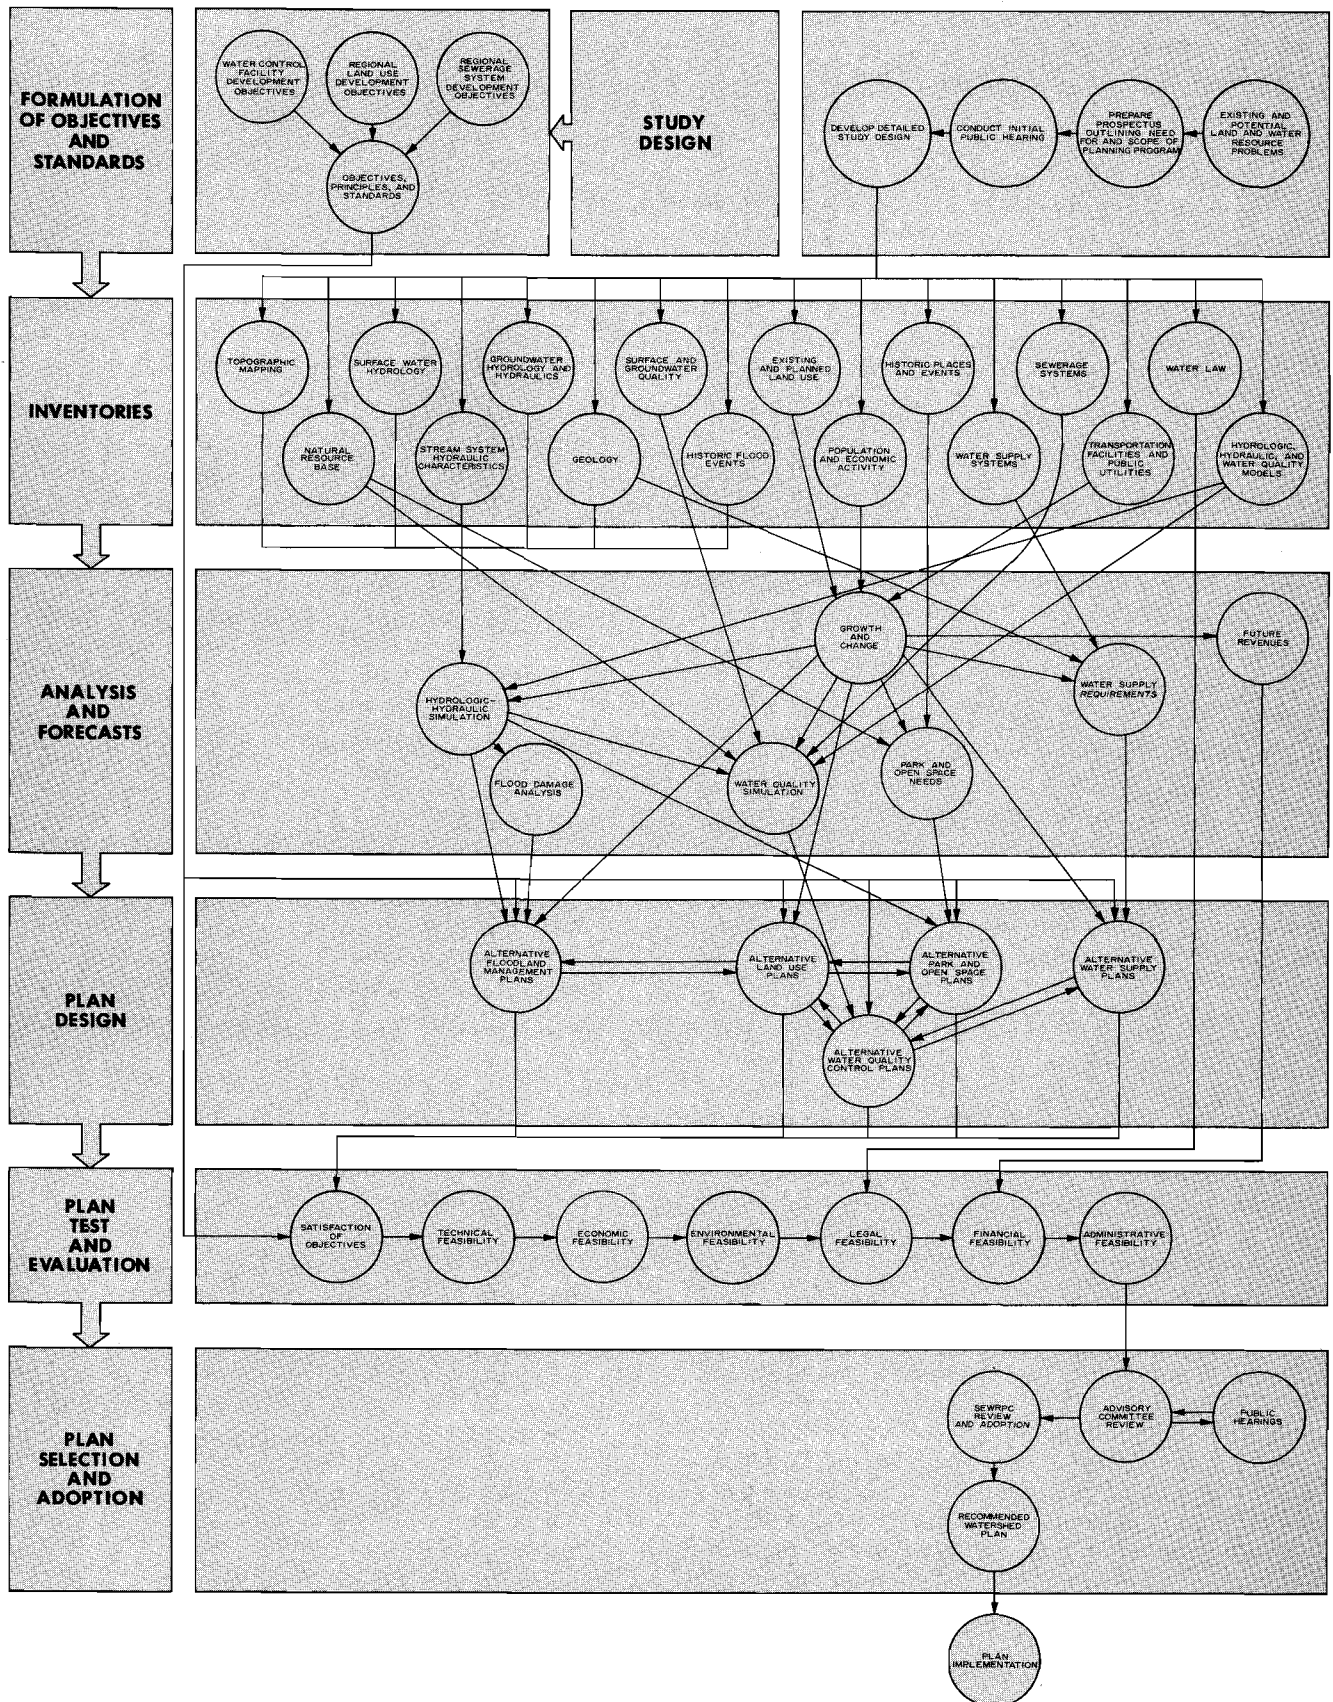 FORMULATION
OF OBJECTIVES
AND
STANDARDS
WATER CONTROL
FACILITY
DEVELOPMENT
OBJECTIVES
REGIONAL
LAND USE
DEVELOPMENT
OBJECTIVES
REGIONAL
SEWERAGE
SYSTEM
DEVELOPMENT
OBJECTIVES
OBJECTIVES,
PRINCIPLES, AND
STANDARDS
STUDY
DESIGN
DEVELOP DETAILED
STUDY DESIGN
CONDUCT INITIAL
PUBLIC HEARING
PREPARE
PROSPECTUS
OUTLINING NEED
FOR AND SCOPE OF
PLANNING PROGRAM
EXISTING AND
POTENTIAL
LAND AND WATER
RESOURCE
PROBLEMS
INVENTORIES
TOPOGRAPHIC
MAPPING
SURFACE WATER
HYDROLOGY
GROUNDWATER
HYDROLOGY AND
HYDRAULICS
SURFACE AND
GROUNDWATER
QUALITY
EXISTING
AND PLANNED
LAND USE
HISTORIC PLACES
AND EVENTS
SEWERAGE
SYSTEMS
WATER LAW
NATURAL
RESOURCE
BASE
STREAM SYSTEM
HYDRAULIC
CHARACTERISTICS
GEOLOGY
HISTORIC FLOOD
EVENTS
POPULATION
AND ECONOMIC
ACTIVITY
WATER SUPPLY
SYSTEMS
TRANSPORTATION
FACILITIES AND
PUBLIC
UTILITIES
HYDROLOGIC,
HYDRAULIC, AND
WATER QUALITY
MODELS
ANALYSIS
AND
FORECASTS
GROWTH
AND
CHANGE
FUTURE
REVENUES
HYDROLOGIC-
HYDRAULIC
SIMULATION
WATER SUPPLY
REQUIREMENTS
FLOOD DAMAGE
ANALYSIS
WATER QUALITY
SIMULATION
PARK AND
OPEN SPACE
NEEDS
PLAN
DESIGN
ALTERNATIVE
FLOODLAND
MANAGEMENT
PLANS
ALTERNATIVE
LAND USE
PLANS
ALTERNATIVE
PARK AND
OPEN SPACE
PLANS
ALTERNATIVE
WATER SUPPLY
PLANS
ALTERNATIVE
WATER QUALITY
CONTROL PLANS
PLAN
TEST
AND
EVALUATION
SATISFACTION
OF
OBJECTIVES
TECHNICAL
FEASIBILITY
ECONOMIC
FEASIBILITY
ENVIRONMENTAL
FEASIBILITY
LEGAL
FEASIBILITY
FINANCIAL
FEASIBILITY
ADMINISTRATIVE
FEASIBILITY
PLAN
SELECTION
AND
ADOPTION
SEWRPC
REVIEW
AND ADOPTION
ADVISORY
COMMITTEE
REVIEW
PUBLIC
HEARINGS
RECOMMENDED
WATERSHED
PLAN
PLAN
IMPLEMENTATION